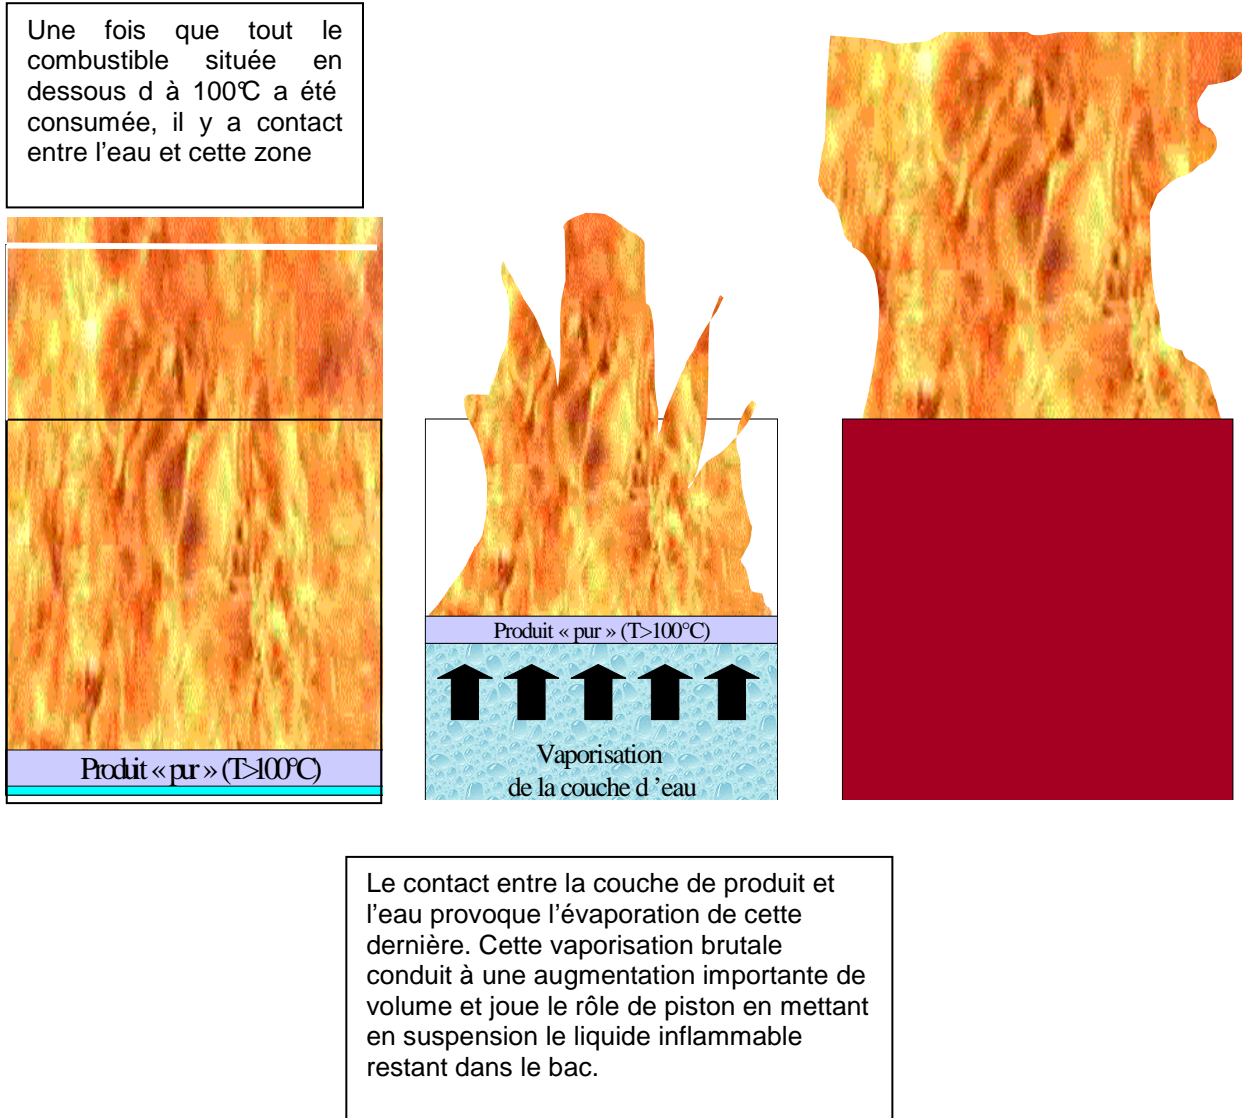 Une fois que tout le
combustible située en
dessous d à 100°C a été
consumée, il y a contact
entre l'eau et cette zone
Produit « pur » (T>100°C)
Produit « pur » (T>100°C)
Vaporisation
de la couche d ’eau
Le contact entre la couche de produit et
l’eau provoque l’évaporation de cette
dernière. Cette vaporisation brutale
conduit à une augmentation importante de
volume et joue le rôle de piston en mettant
en suspension le liquide inflammable
restant dans le bac.